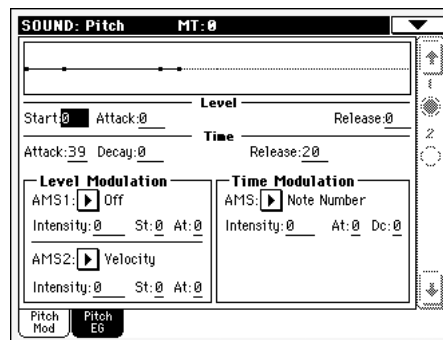 SOUND: Pitch MT:0
Level
Start:0 Attack:0 Release:0
Time
Attack:39 Decay:0 Release:20
Level Modulation
AMS1: Off
Intensity:0 St:0 At:0
AMS2: Velocity
Intensity:0 St:0 At:0
Time Modulation
AMS: Note Number
Intensity:0 At:0 Dc:0
1
2
Pitch Mod
Pitch EG